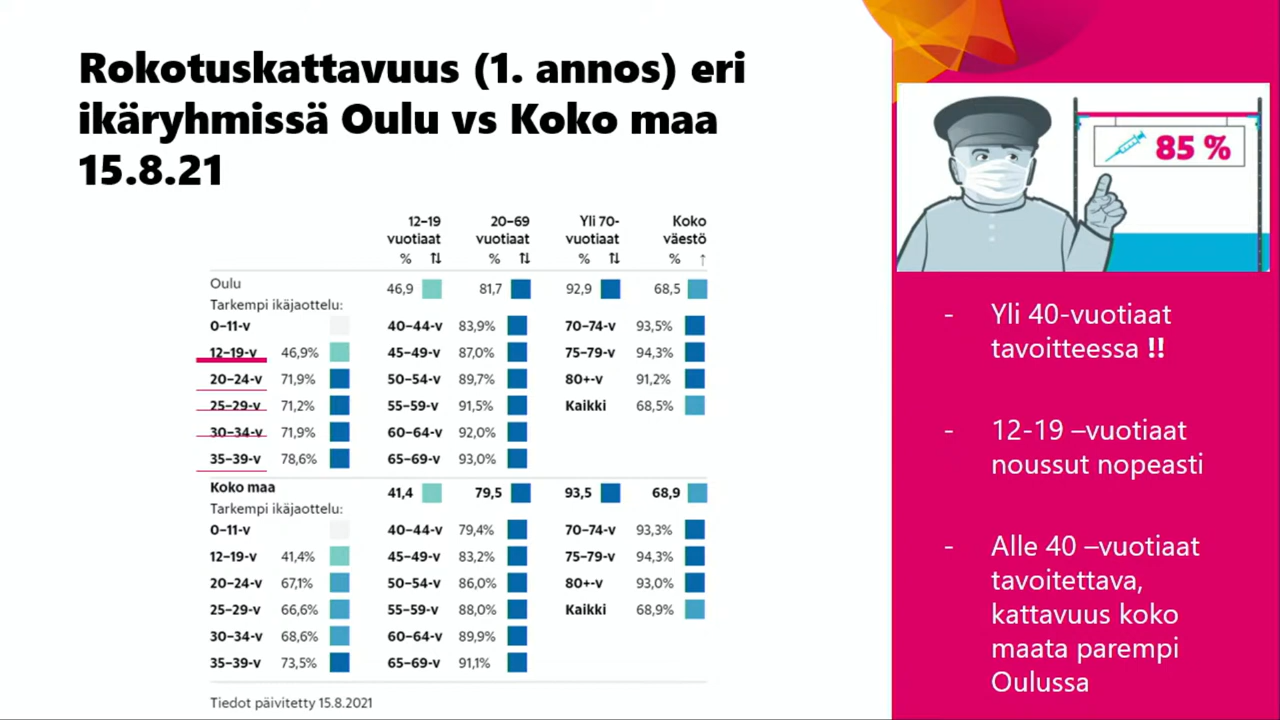 Rokotuskattavuus (1. annos) eri
ikäryhmissä Oulu vs Koko maa
15.8.21
12–19 vuotiaat % ⇅ 20–69 vuotiaat % ⇅ Yli 70-vuotiaat % ⇅ Koko väestö % ↑
Oulu 46,9 81,7 92,9 68,5
Tarkempi ikäjaottelu:
0–11-v 40–44-v 83,9% 70–74-v 93,5%
12–19-v 46,9% 45–49-v 87,0% 75–79-v 94,3%
20–24-v 71,9% 50–54-v 89,7% 80+-v 91,2%
25–29-v 71,2% 55–59-v 91,5% Kaikki 68,5%
30–34-v 71,9% 60–64-v 92,0%
35–39-v 78,6% 65–69-v 93,0%
Koko maa 41,4 79,5 93,5 68,9
Tarkempi ikäjaottelu:
0–11-v 40–44-v 79,4% 70–74-v 93,3%
12–19-v 41,4% 45–49-v 83,2% 75–79-v 94,3%
20–24-v 67,1% 50–54-v 86,0% 80+-v 93,0%
25–29-v 66,6% 55–59-v 88,0% Kaikki 68,9%
30–34-v 68,6% 60–64-v 89,9%
35–39-v 73,5% 65–69-v 91,1%
Tiedot päivitetty 15.8.2021
85 %
- Yli 40-vuotiaat
tavoitteessa !!
- 12-19 –vuotiaat
noussut nopeasti
- Alle 40 –vuotiaat
tavoitettava,
kattavuus koko
maata parempi
Oulussa